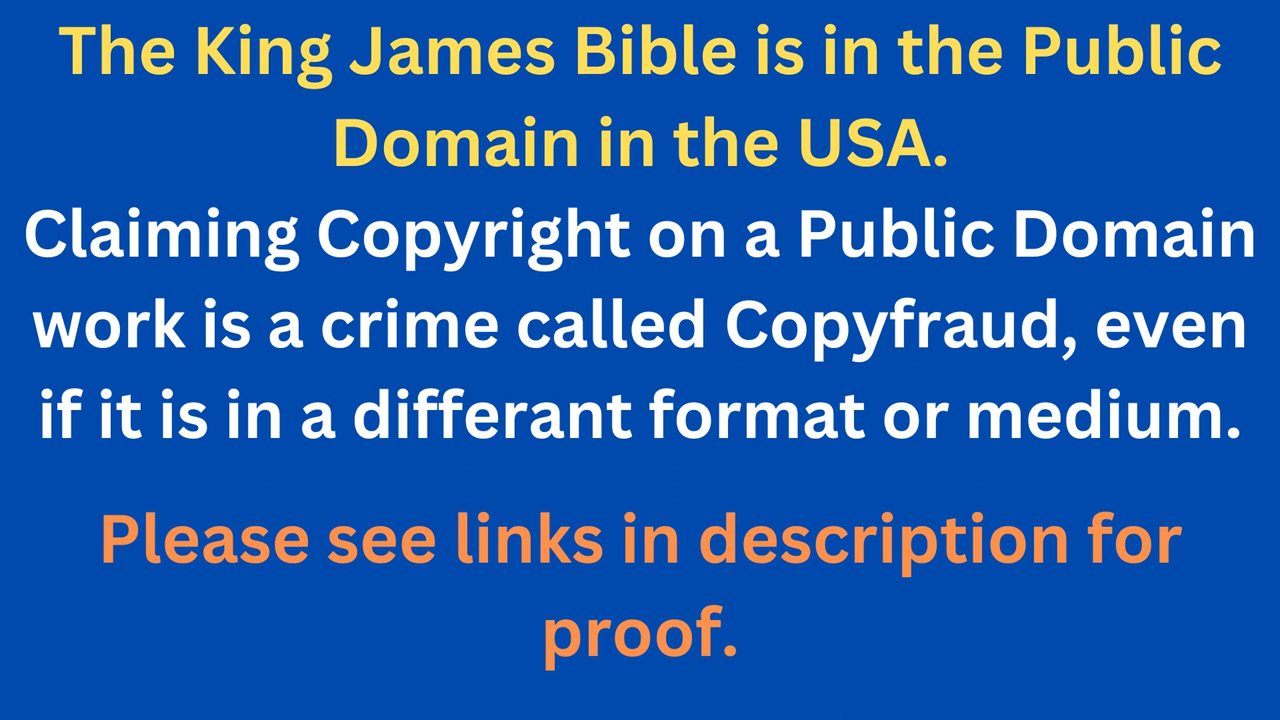 The King James Bible is in the Public
Domain in the USA.
Claiming Copyright on a Public Domain
work is a crime called Copyfraud, even
if it is in a differant format or medium.
Please see links in description for
proof.